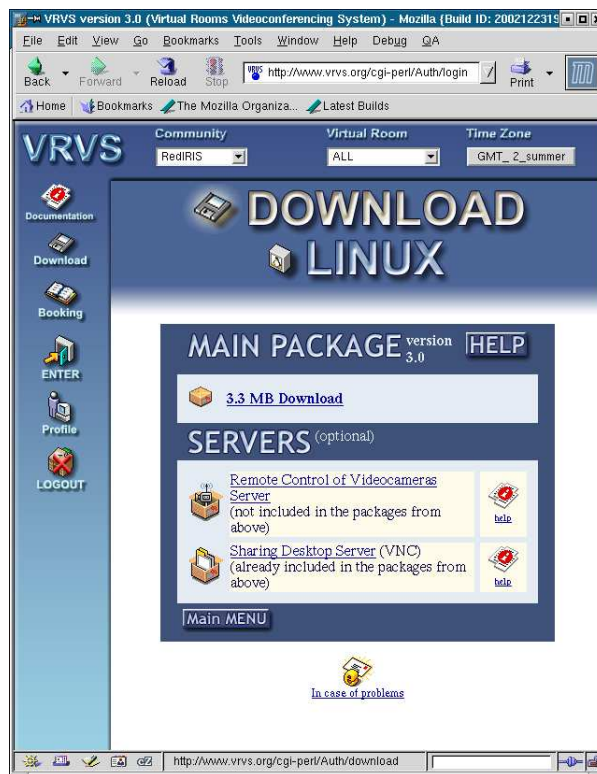 VRVS version 3.0 (Virtual Rooms Videoconferencing System) - Mozilla {Build ID: 2002122319
File Edit View Go Bookmarks Tools Window Help Debug QA
Back Forward Reload Stop http://www.vrvs.org/cgi-perl/Auth/login Print
Home Bookmarks The Mozilla Organiza... Latest Builds
VRVS
Community Virtual Room Time Zone
RedIRIS ALL GMT_ 2_summer
Documentation
Download
Booking
ENTER
Profile
LOGOUT
DOWNLOAD
LINUX
MAIN PACKAGE version 3.0 HELP
3.3 MB Download
SERVERS (optional)
Remote Control of Videocameras
Server
(not included in the packages from
above)
help
Sharing Desktop Server (VNC)
(already included in the packages from
above)
help
Main MENU
In case of problems
http://www.vrvs.org/cgi-perl/Auth/download